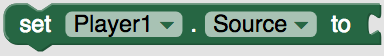 set Player1 . Source to